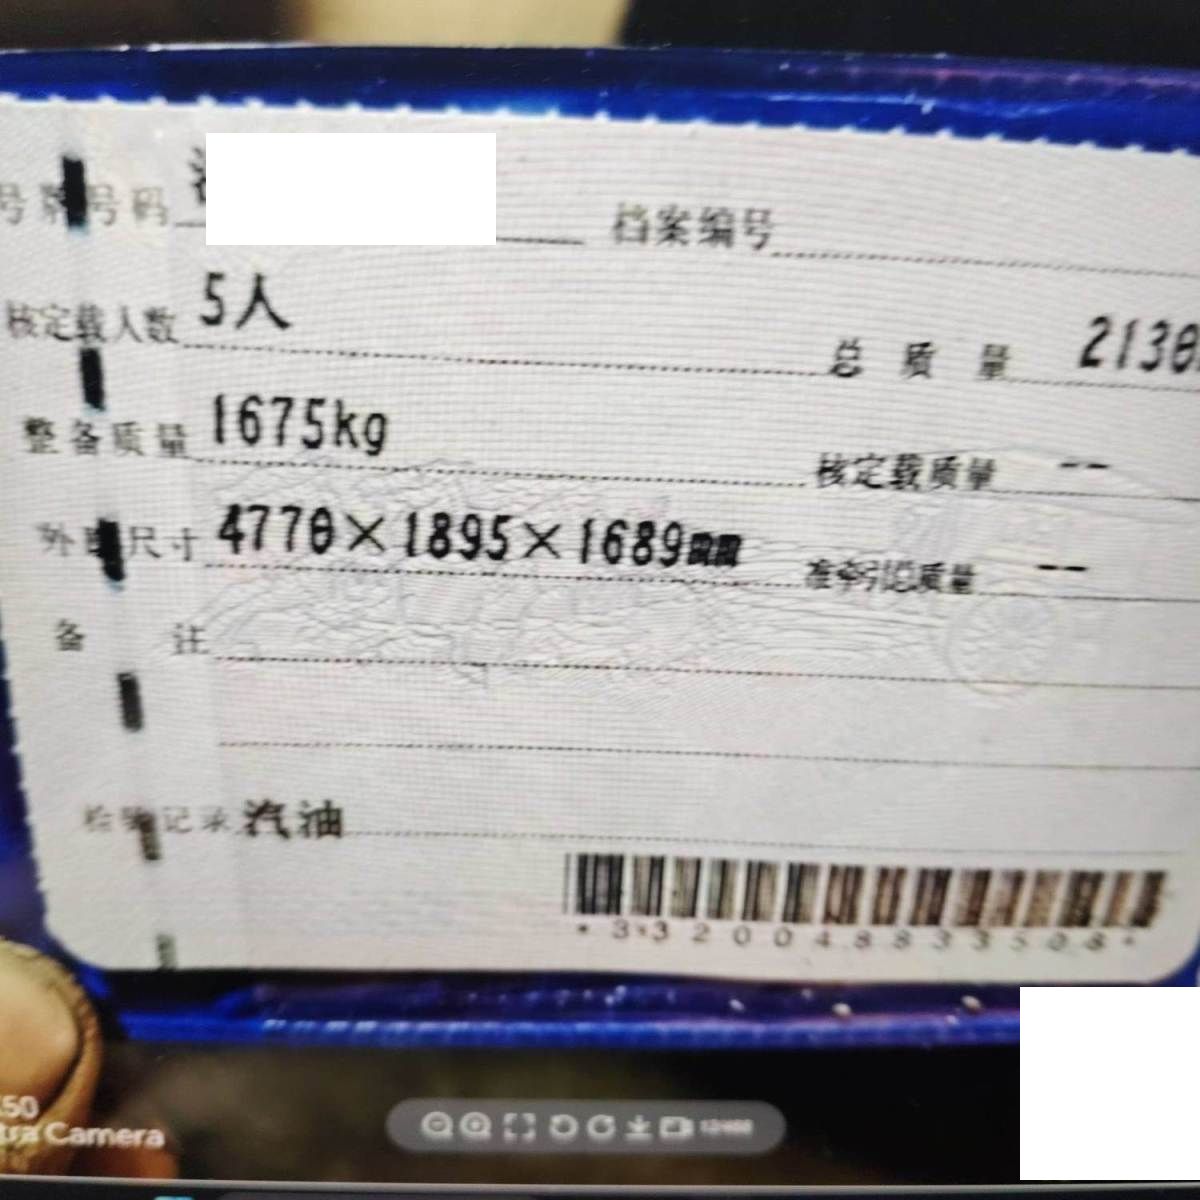 号牌号码 档案编号
核定载人数 5人 总质量 2130
整备质量 1675kg 核定载质量 --
外廓尺寸 4770×1895×1689mm 准牵引总质量 --
备注
检验记录 汽油
Camera